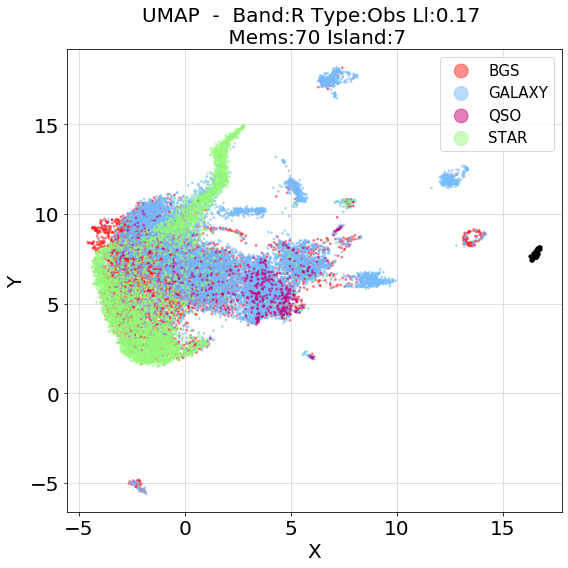 UMAP  -  Band:R Type:Obs Ll:0.17
Mems:70 Island:7
BGS
GALAXY
QSO
STAR
Y
15
10
5
0
−5
−5 0 5 10 15
X